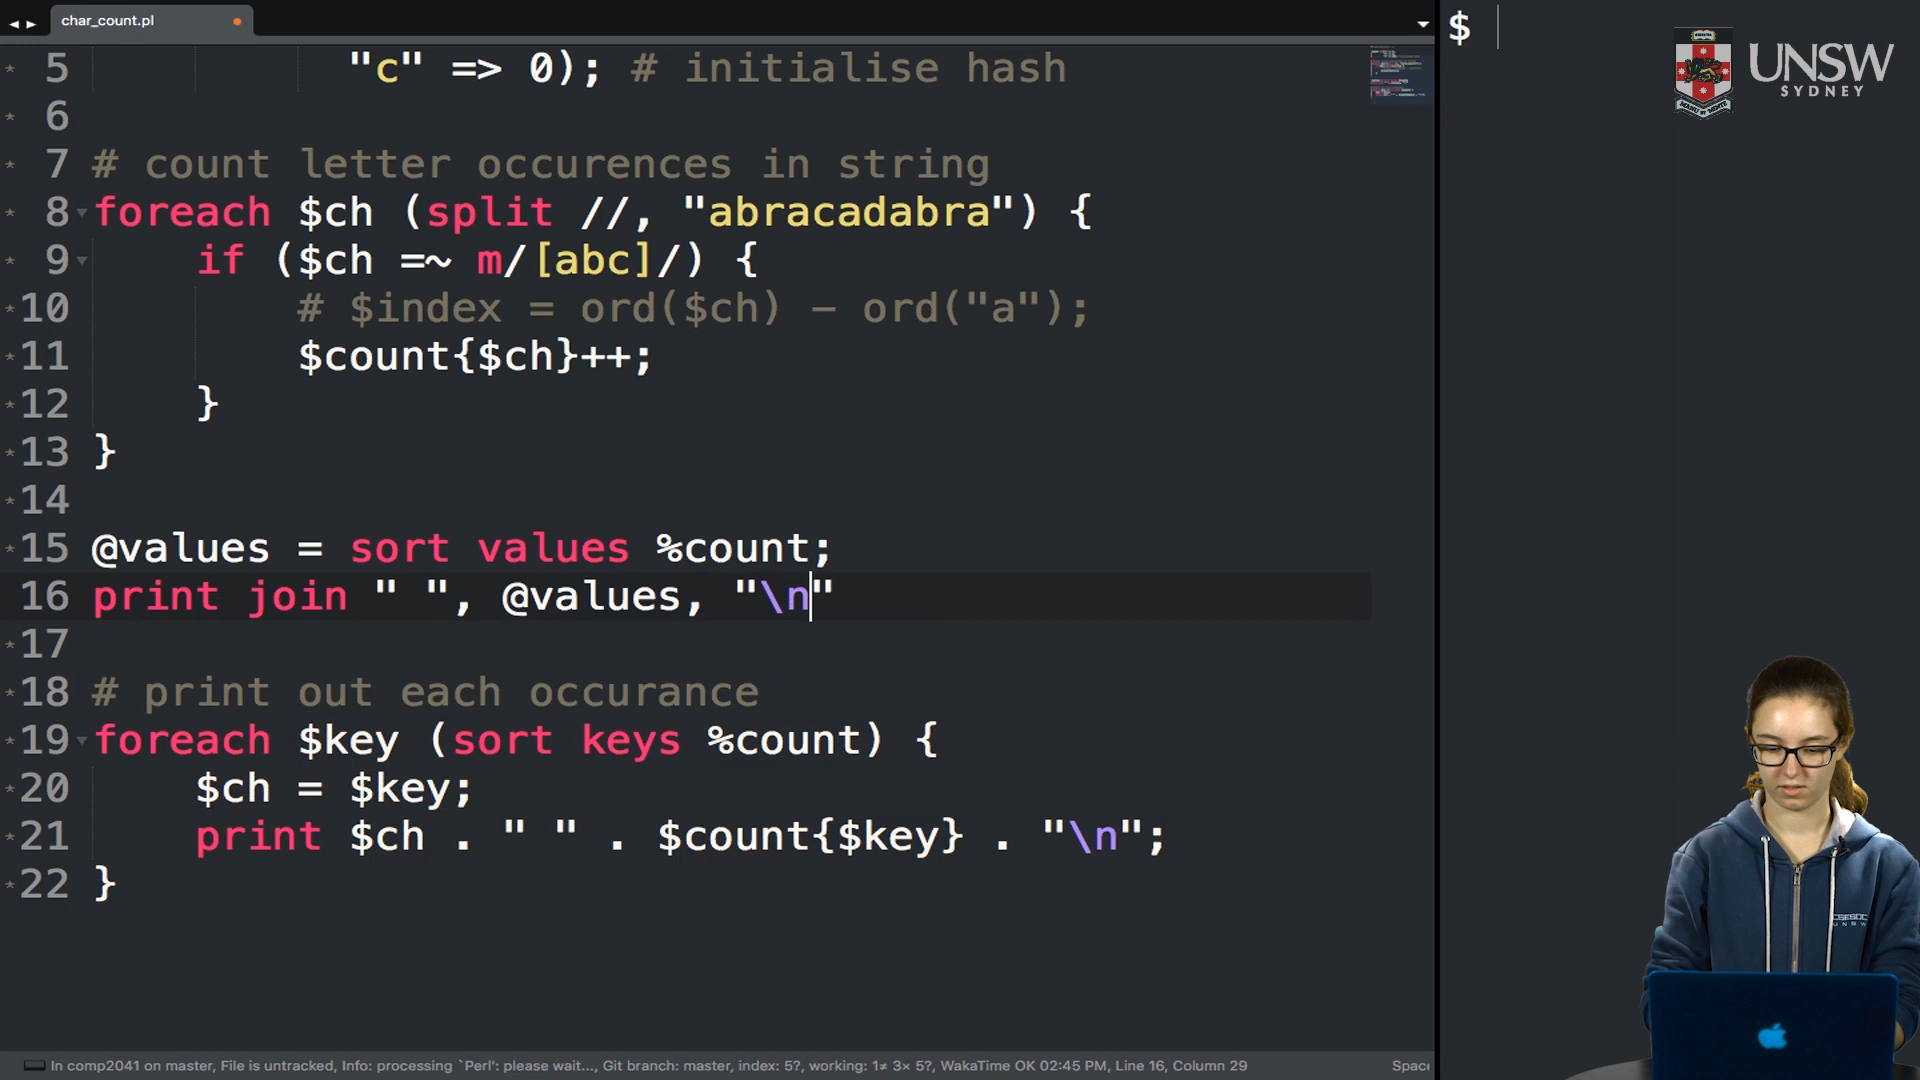 char_count.pl
5 "c" => 0); # initialise hash
6
7 # count letter occurences in string
8 foreach $ch (split //, "abracadabra") {
9 if ($ch =~ m/[abc]/) {
10 # $index = ord($ch) - ord("a");
11 $count{$ch}++;
12 }
13 }
14
15 @values = sort values %count;
16 print join " ", @values, "\n"
17
18 # print out each occurance
19 foreach $key (sort keys %count) {
20 $ch = $key;
21 print $ch . " " . $count{$key} . "\n";
22 }
In comp2041 on master, File is untracked, Info: processing `Perl': please wait..., Git branch: master, index: 5?, working: 1≠ 3× 5?, WakaTime OK 02:45 PM, Line 16, Column 29
Space
$
UNSW
SYDNEY
CSESOC
UNSW